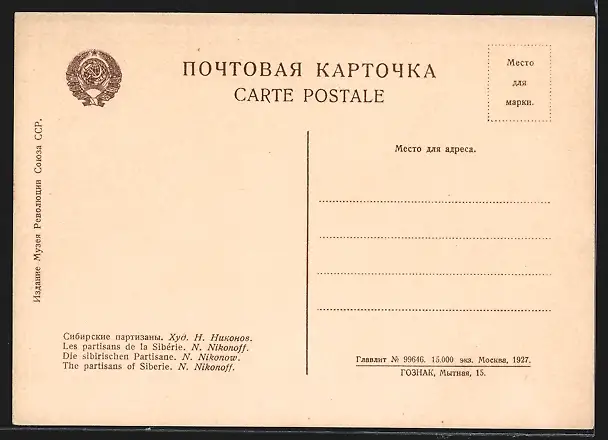 ПОЧТОВАЯ КАРТОЧКА
CARTE POSTALE
Место
для
марки.
Место для адреса.
Издание Музея Революции Союза ССР.
Сибирские партизаны. Худ. Н. Никонов.
Les partisans de la Sibérie. N. Nikonoff.
Die sibirischen Partisane. N. Nikonow.
The partisans of Siberie. N. Nikonoff.
Главлит № 99646. 15.000 экз. Москва, 1927.
ГОЗНАК, Мытная, 15.